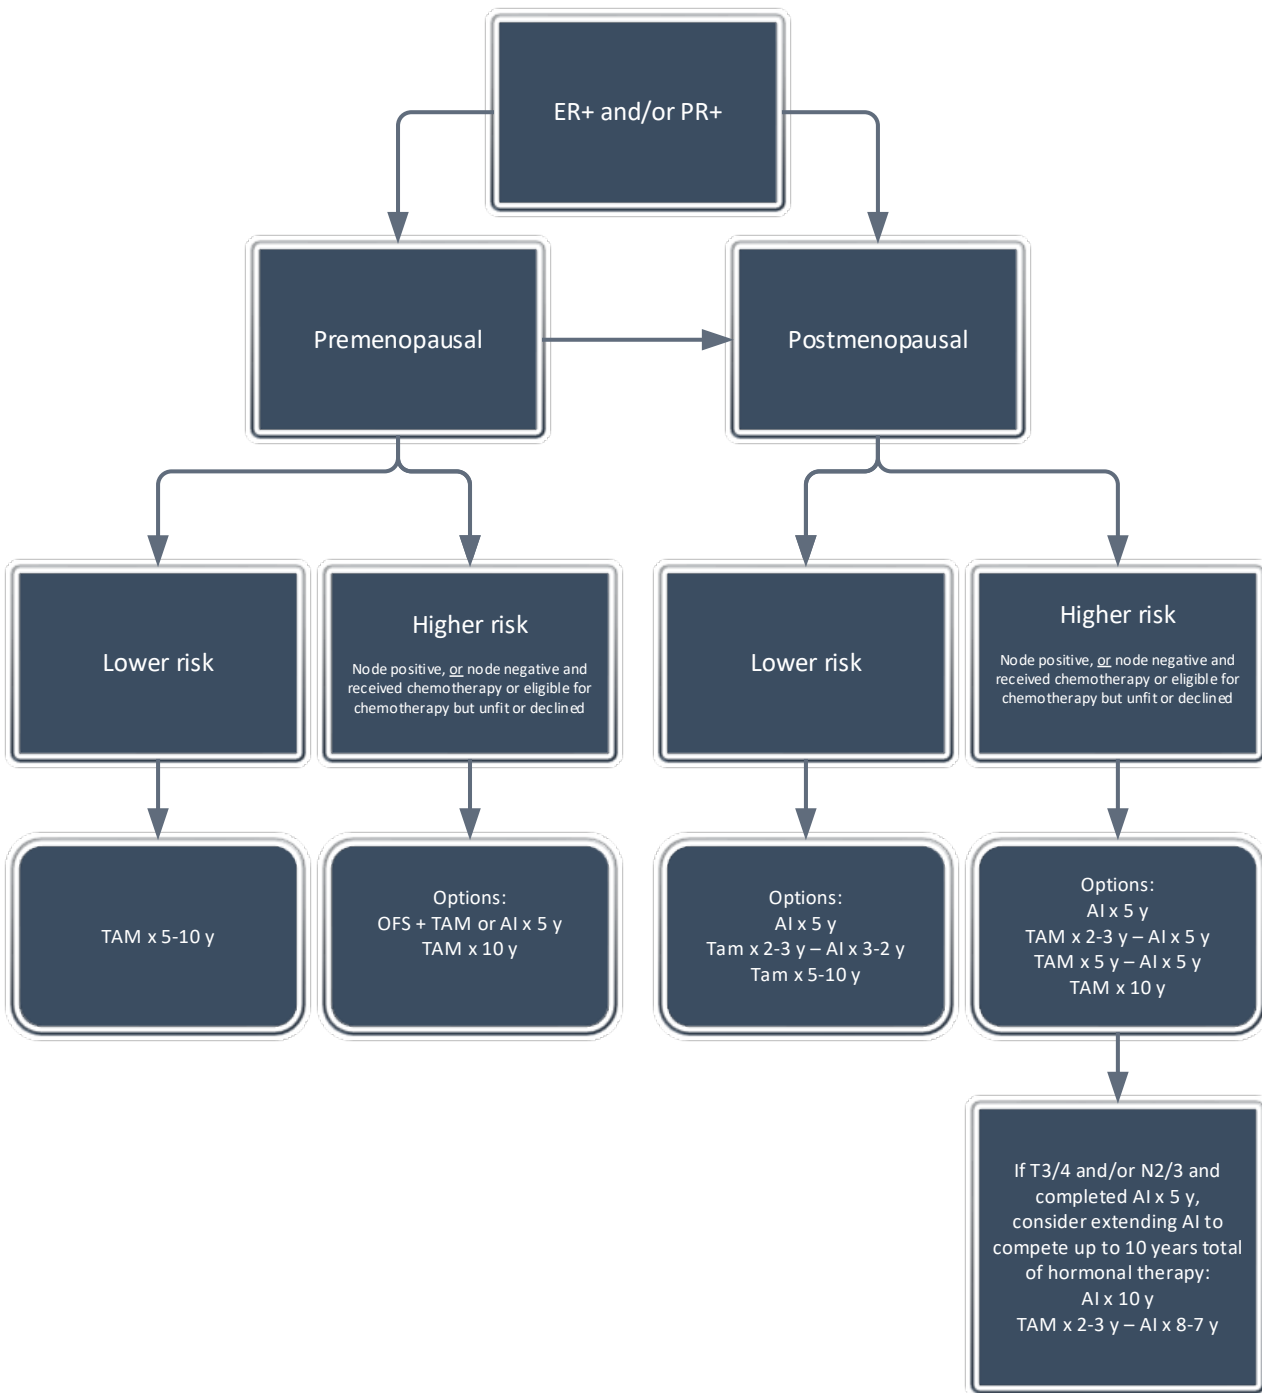 ER+ and/or PR+
Premenopausal
Postmenopausal
Lower risk
Higher risk
Node positive, or node negative and
received chemotherapy or eligible for
chemotherapy but unfit or declined
Lower risk
Higher risk
Node positive, or node negative and
received chemotherapy or eligible for
chemotherapy but unfit or declined
TAM x 5-10 y
Options:
OFS + TAM or AI x 5 y
TAM x 10 y
Options:
AI x 5 y
Tam x 2-3 y – AI x 3-2 y
Tam x 5-10 y
Options:
AI x 5 y
TAM x 2-3 y – AI x 5 y
TAM x 5 y – AI x 5 y
TAM x 10 y
If T3/4 and/or N2/3 and
completed AI x 5 y,
consider extending AI to
compete up to 10 years total
of hormonal therapy:
AI x 10 y
TAM x 2-3 y – AI x 8-7 y